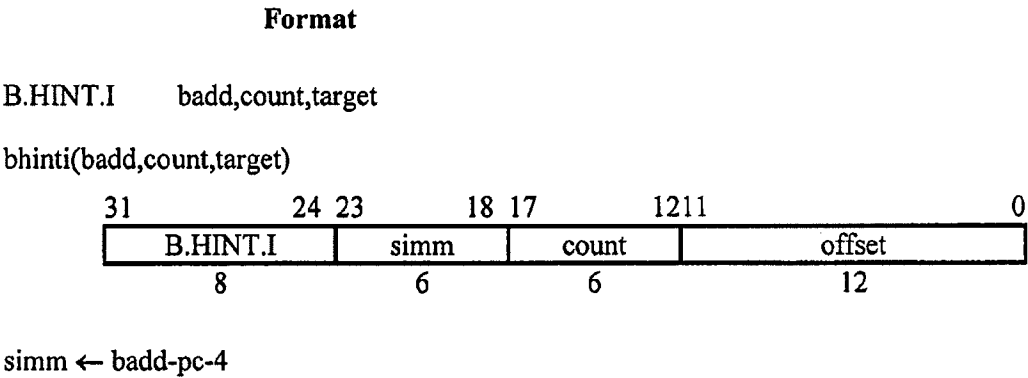 Format
B.HINT.I badd,count,target
bhinti(badd,count,target)
31 24 23 18 17 1211 0
B.HINT.I simm count offset
8 6 6 12
simm ← badd-pc-4